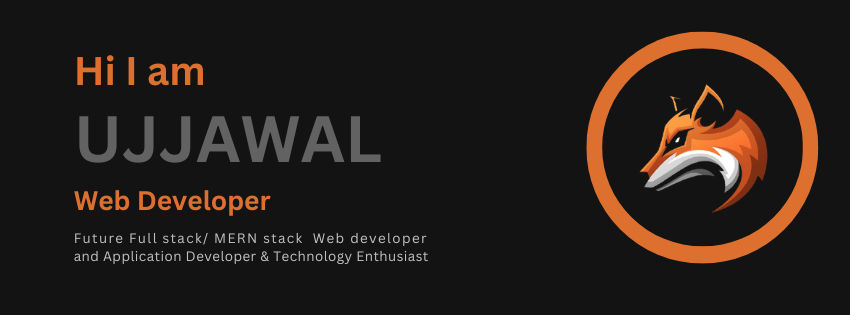 Hi I am
UJJAWAL
Web Developer
Future Full stack/ MERN stack  Web developer
and Application Developer & Technology Enthusiast